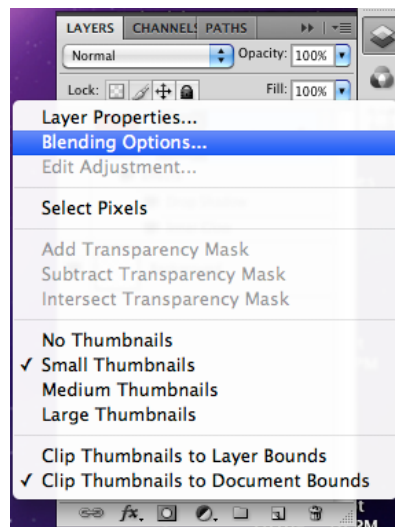 LAYERS CHANNELS PATHS
Normal Opacity: 100%
Lock: Fill: 100%
Layer Properties...
Blending Options...
Edit Adjustment...
Select Pixels
Add Transparency Mask
Subtract Transparency Mask
Intersect Transparency Mask
No Thumbnails
✓ Small Thumbnails
Medium Thumbnails
Large Thumbnails
Clip Thumbnails to Layer Bounds
✓ Clip Thumbnails to Document Bounds
fx.